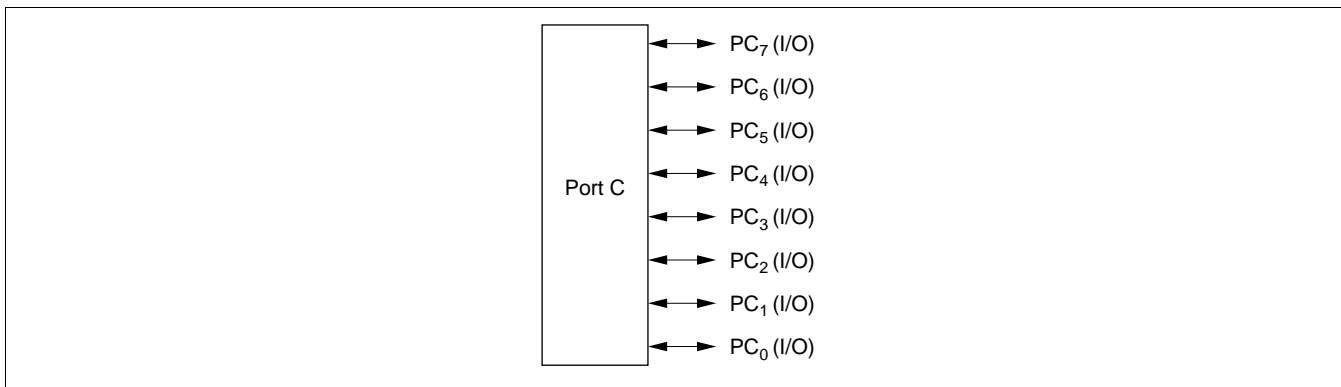 PC7 (I/O)
PC6 (I/O)
PC5 (I/O)
PC4 (I/O)
Port C
PC3 (I/O)
PC2 (I/O)
PC1 (I/O)
PC0 (I/O)